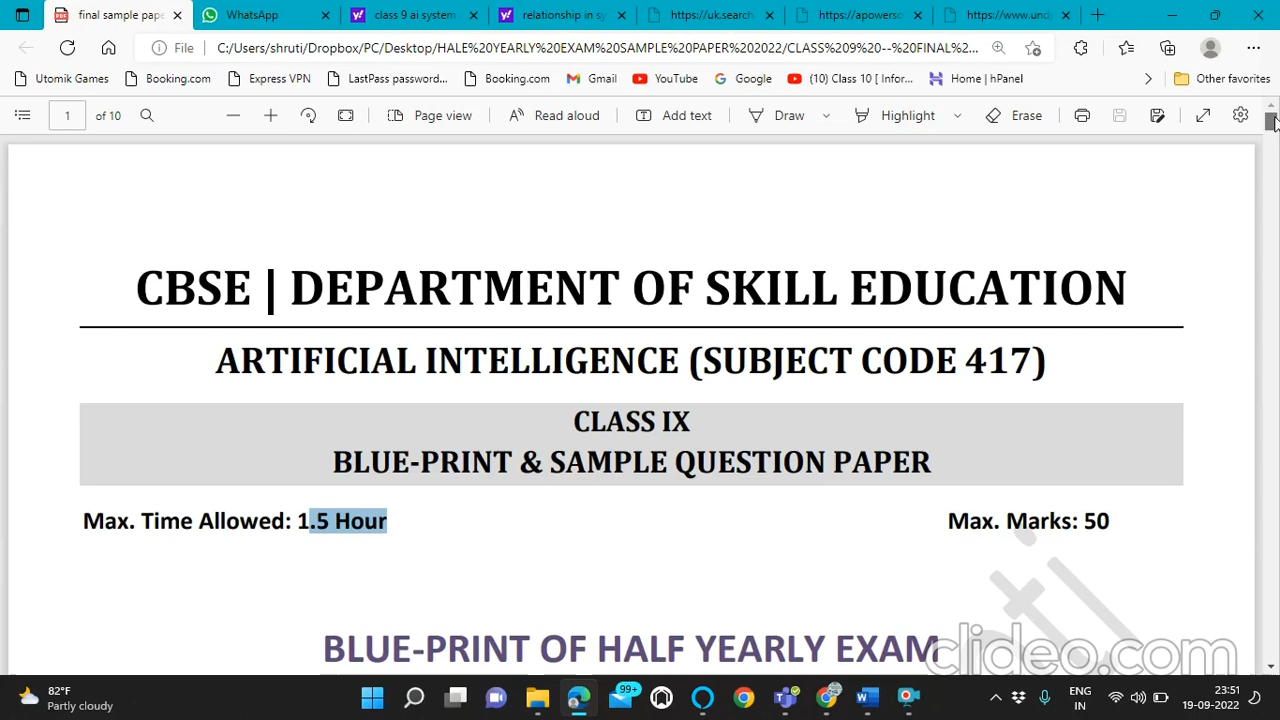 final sample pape
WhatsApp
class 9 ai system
relationship in sy
https://uk.search
https://apowerso
https://www.und
File
C:/Users/shruti/Dropbox/PC/Desktop/HALE%20YEARLY%20EXAM%20SAMPLE%20PAPER%202022/CLASS%209%20--%20FINAL%2...
Utomik Games
Booking.com
Express VPN
LastPass password...
Booking.com
Gmail
YouTube
Google
(10) Class 10 [ Infor...
Home | hPanel
Other favorites
1 of 10
Page view
Read aloud
Add text
Draw
Highlight
Erase
CBSE | DEPARTMENT OF SKILL EDUCATION
ARTIFICIAL INTELLIGENCE (SUBJECT CODE 417)
CLASS IX
BLUE-PRINT & SAMPLE QUESTION PAPER
Max. Time Allowed: 1.5 Hour
Max. Marks: 50
BLUE-PRINT OF HALF YEARLY EXAM
clideo.com
82°F
Partly cloudy
99+
ENG
IN
23:51
19-09-2022